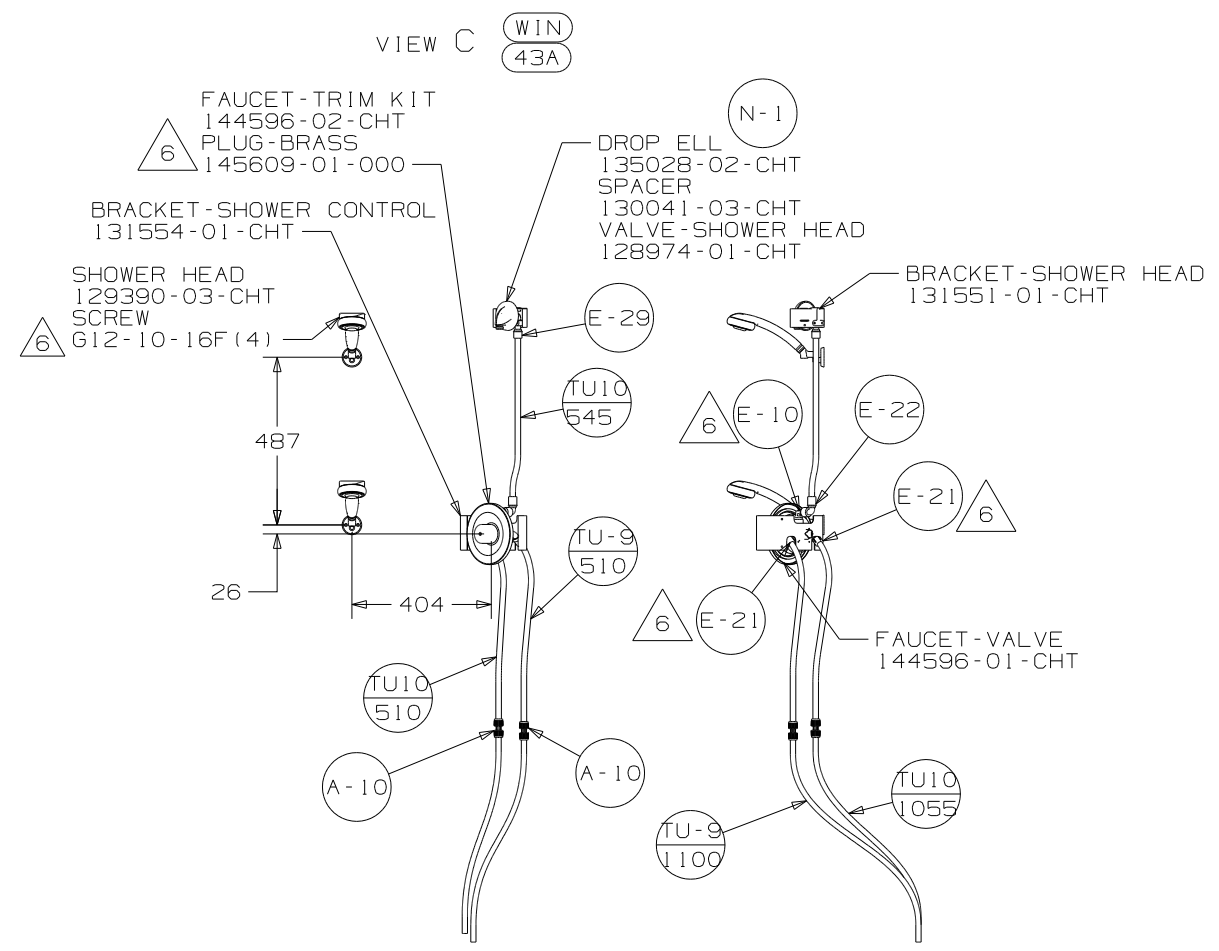 VIEW C
WIN
43A
FAUCET-TRIM KIT
144596-02-CHT
PLUG-BRASS
145609-01-000
6
BRACKET-SHOWER CONTROL
131554-01-CHT
SHOWER HEAD
129390-03-CHT
SCREW
G12-10-16F(4)
6
N-1
DROP ELL
135028-02-CHT
SPACER
130041-03-CHT
VALVE-SHOWER HEAD
128974-01-CHT
BRACKET-SHOWER HEAD
131551-01-CHT
E-29
TU10
545
6
E-10
E-22
E-21
6
487
TU-9
510
26
404
6
E-21
FAUCET-VALVE
144596-01-CHT
TU10
510
A-10
A-10
TU10
1055
TU-9
1100